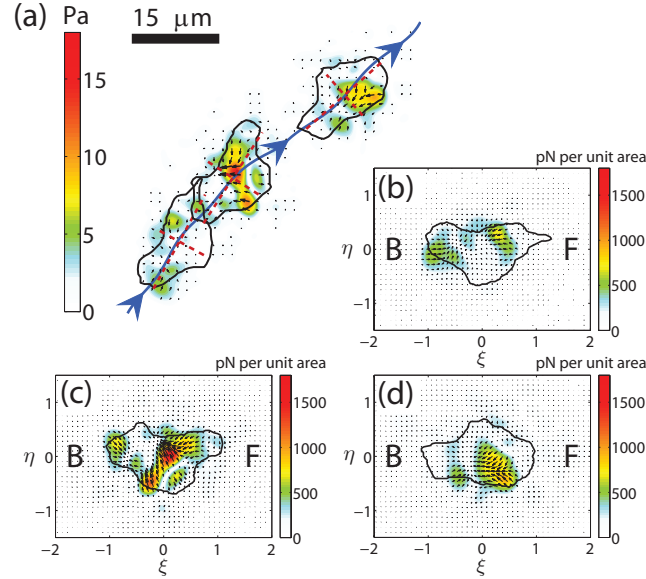 (a) Pa 15 μm
15
10
5
0
pN per unit area
(b)
1
η 0 B F
-1
-2 -1 0 1 2
ξ
1500
1000
500
0
pN per unit area pN per unit area
(c) (d)
1 1
η 0 B F η 0 B F
-1 -1
-2 -1 0 1 2 -2 -1 0 1 2
ξ ξ
1500 1500
1000 1000
500 500
0 0